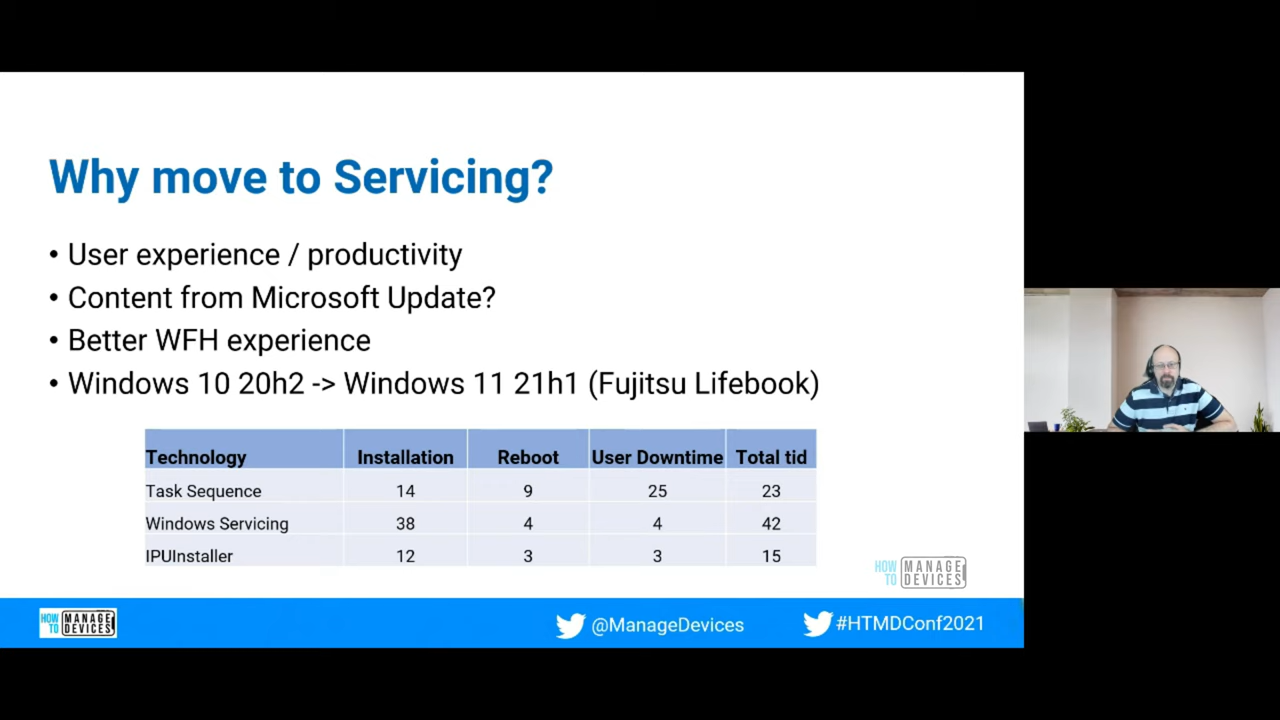 Why move to Servicing?
• User experience / productivity
• Content from Microsoft Update?
• Better WFH experience
• Windows 10 20h2 -> Windows 11 21h1 (Fujitsu Lifebook)
Technology Installation Reboot User Downtime Total tid
Task Sequence 14 9 25 23
Windows Servicing 38 4 4 42
IPUInstaller 12 3 3 15
HOW TO MANAGE DEVICES
HOW TO MANAGE DEVICES
@ManageDevices
#HTMDConf2021